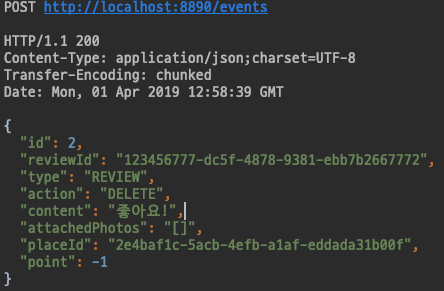 POST http://localhost:8890/events
HTTP/1.1 200
Content-Type: application/json;charset=UTF-8
Transfer-Encoding: chunked
Date: Mon, 01 Apr 2019 12:58:39 GMT
{
"id": 2,
"reviewId": "123456777-dc5f-4878-9381-ebb7b2667772",
"type": "REVIEW",
"action": "DELETE",
"content": "좋아요!",
"attachedPhotos": "[]",
"placeId": "2e4baf1c-5acb-4efb-a1af-eddada31b00f",
"point": -1
}